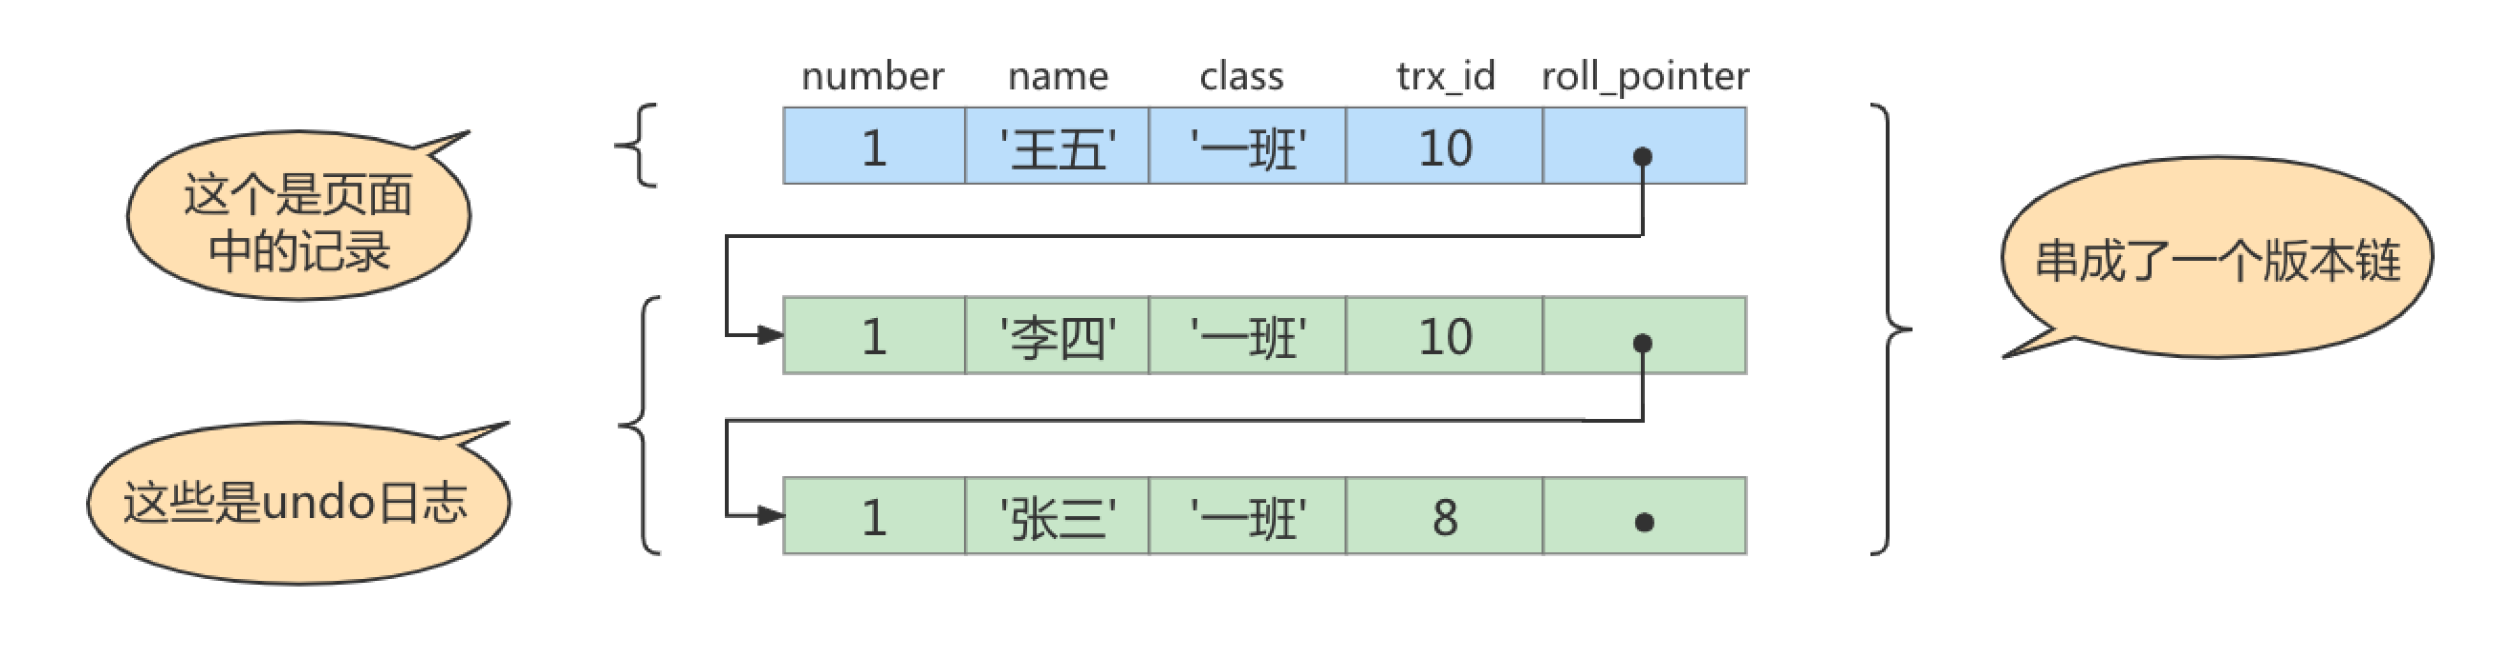 number name class trx_id roll_pointer
1 '王五' '一班' 10
这个是页面
中的记录
串成了一个版本链
1 '李四' '一班' 10
这些是undo日志
1 '张三' '一班' 8